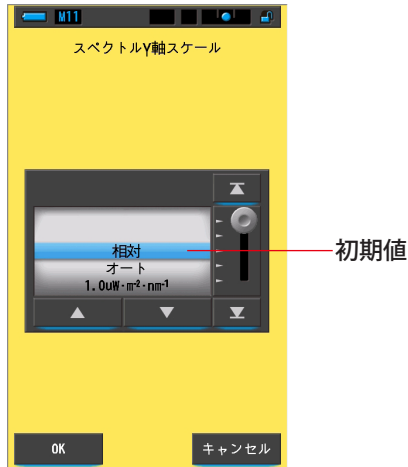 M11
スペクトルY軸スケール
相対
初期値
オート
1.0uW·m⁻²·nm⁻¹
OK
キャンセル